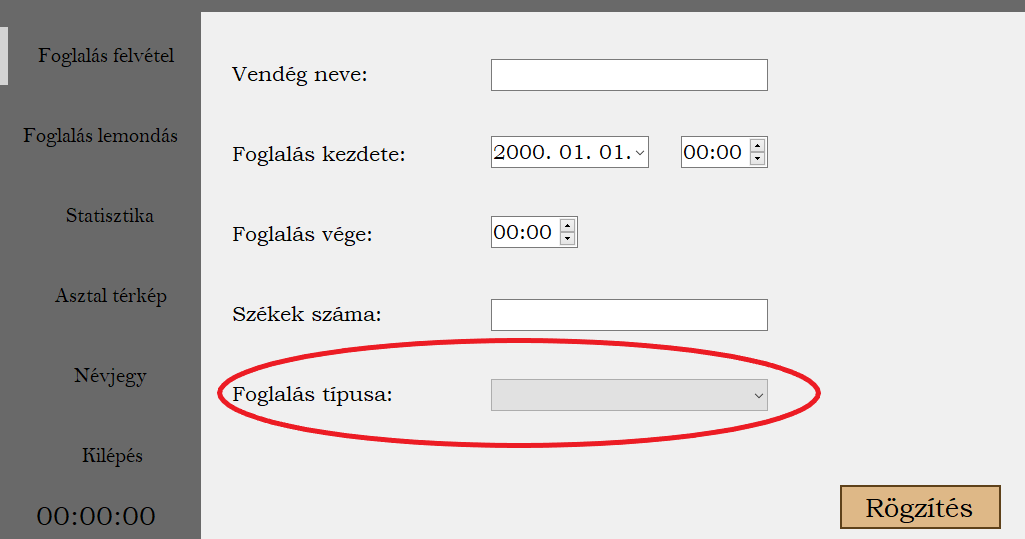 Foglalás felvétel
Foglalás lemondás
Statisztika
Asztal térkép
Névjegy
Kilépés
00:00:00
Vendég neve:
Foglalás kezdete: 2000. 01. 01. 00:00
Foglalás vége: 00:00
Székek száma:
Foglalás típusa:
Rögzítés